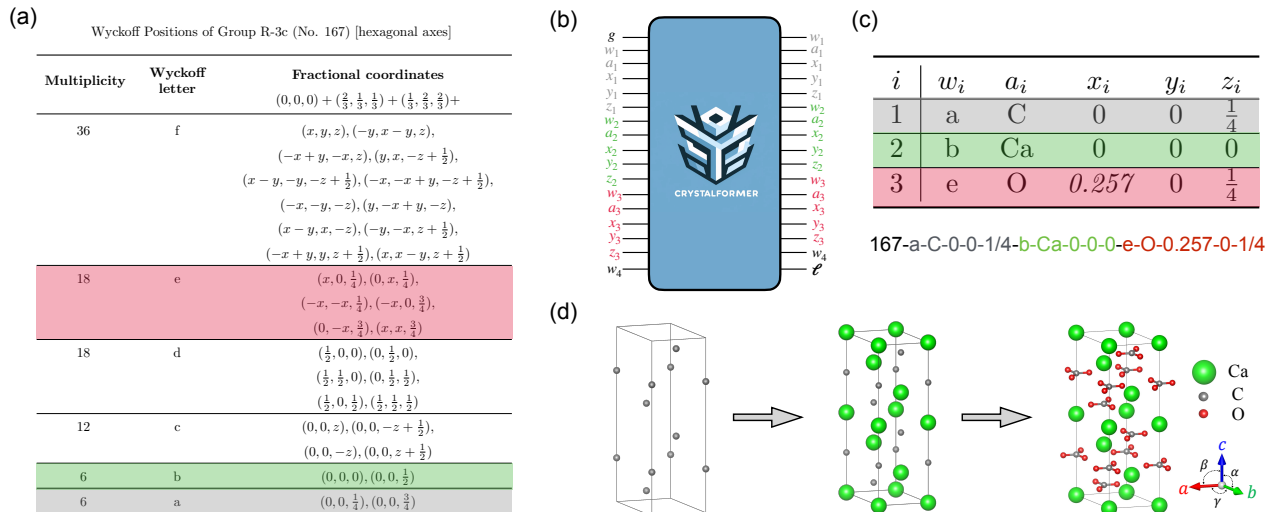 (a)
Wyckoff Positions of Group R-3c (No. 167) [hexagonal axes]
Multiplicity Wyckoff letter Fractional coordinates
(0, 0, 0) + (2/3, 1/3, 1/3) + (1/3, 2/3, 2/3)+
36 f (x, y, z), (−y, x − y, z),
(−x + y, −x, z), (y, x, −z + 1/2),
(x − y, −y, −z + 1/2), (−x, −x + y, −z + 1/2),
(−x, −y, −z), (y, −x + y, −z),
(x − y, x, −z), (−y, −x, z + 1/2),
(−x + y, y, z + 1/2), (x, x − y, z + 1/2)
18 e (x, 0, 1/4), (0, x, 1/4),
(−x, −x, 1/4), (−x, 0, 3/4),
(0, −x, 3/4), (x, x, 3/4)
18 d (1/2, 0, 0), (0, 1/2, 0),
(1/2, 1/2, 0), (0, 1/2, 1/2),
(1/2, 0, 1/2), (1/2, 1/2, 1/2)
12 c (0, 0, z), (0, 0, −z + 1/2),
(0, 0, −z), (0, 0, z + 1/2)
6 b (0, 0, 0), (0, 0, 1/2)
6 a (0, 0, 1/4), (0, 0, 3/4)
(b)
g w1
w1 a1
a1 x1
x1 y1
y1 z1
z1 w2
w2 a2
a2 x2
x2 y2
y2 z2
z2 w3
w3 a3
a3 x3
x3 y3
y3 z3
z3 w4
w4 ℓ
CRYSTALFORMER
(c)
i wi ai xi yi zi
1 a C 0 0 1/4
2 b Ca 0 0 0
3 e O 0.257 0 1/4
167-a-C-0-0-1/4-b-Ca-0-0-0-e-O-0.257-0-1/4
(d)
Ca
C
O
c
β α
a b
γ